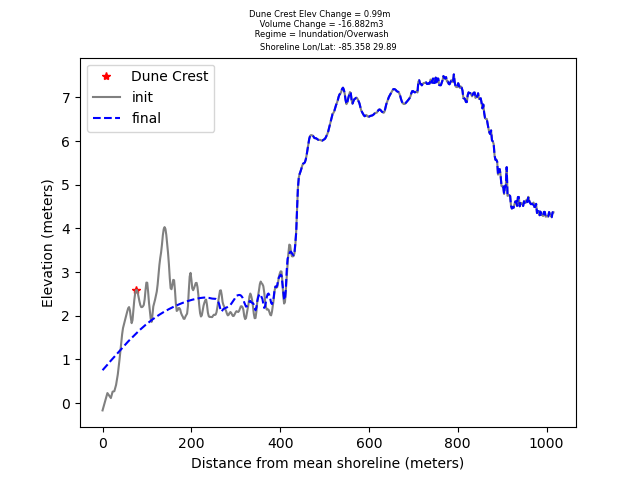 Dune Crest Elev Change = 0.99m
Volume Change = -16.882m3
Regime = Inundation/Overwash
Shoreline Lon/Lat: -85.358 29.89
Dune Crest
init
final
Elevation (meters)
7
6
5
4
3
2
1
0
0 200 400 600 800 1000
Distance from mean shoreline (meters)